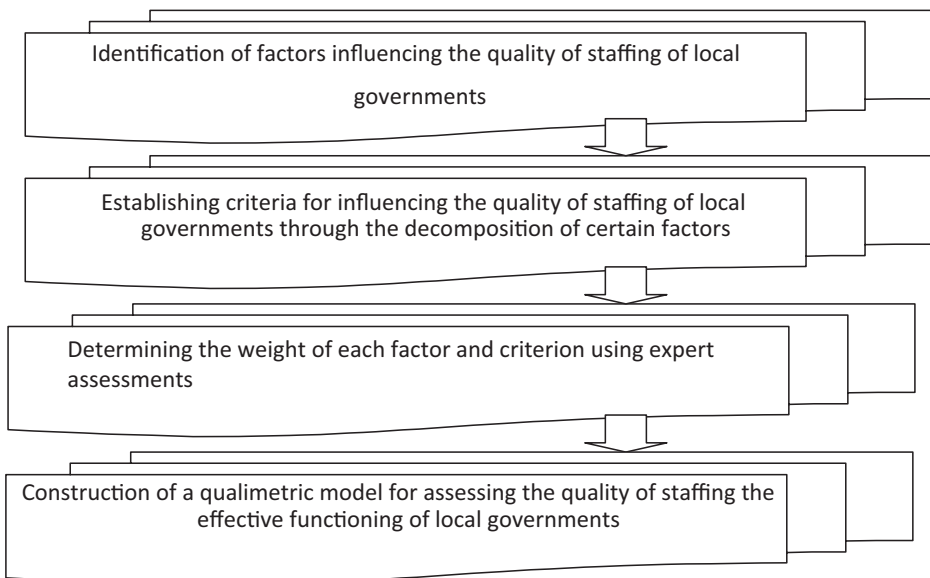 Identification of factors influencing the quality of staffing of local
governments
Establishing criteria for influencing the quality of staffing of local
governments through the decomposition of certain factors
Determining the weight of each factor and criterion using expert
assessments
Construction of a qualimetric model for assessing the quality of staffing the
effective functioning of local governments